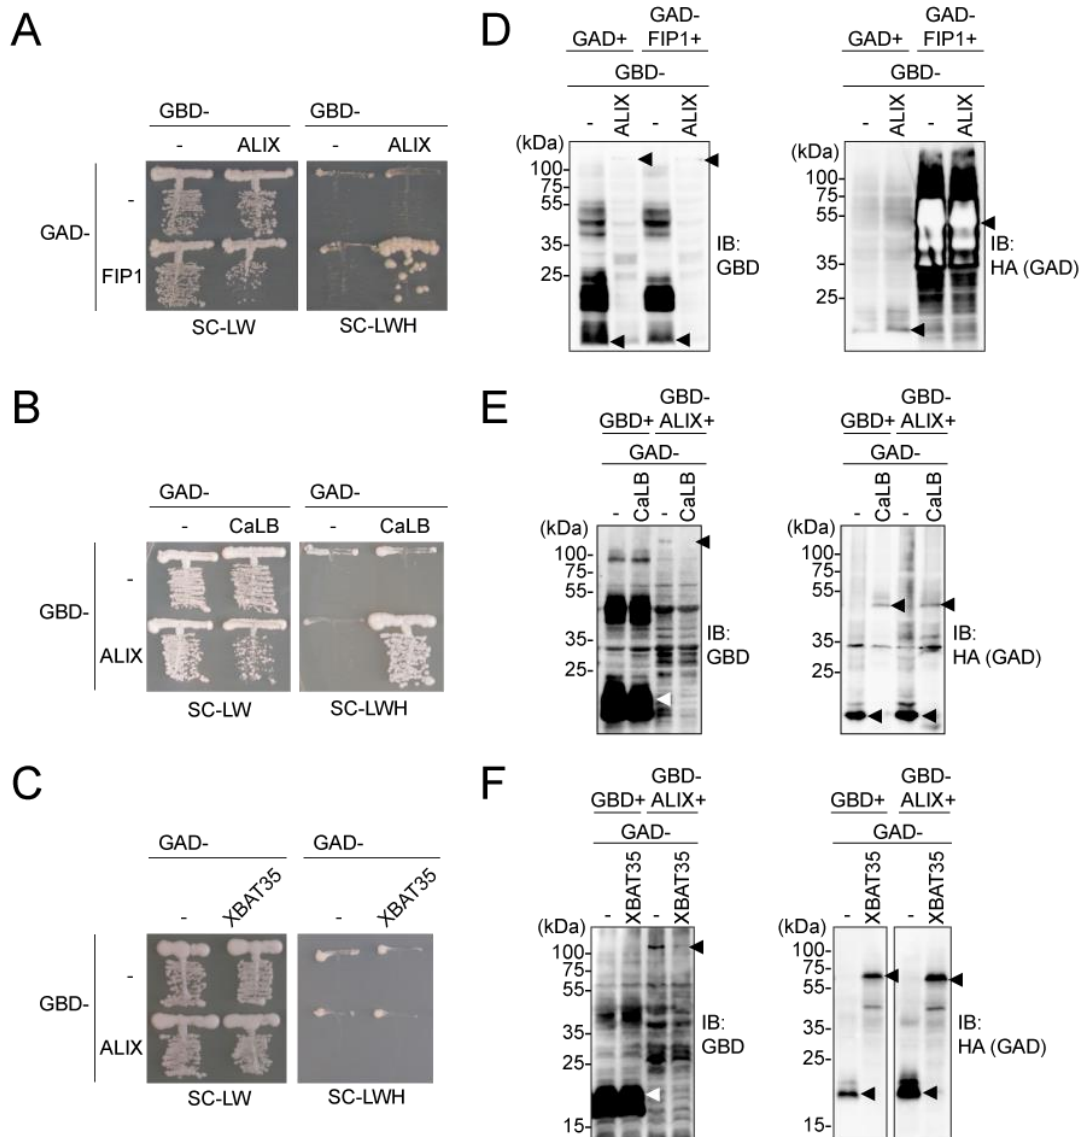 A
GBD-
GBD-
-
ALIX
-
ALIX
GAD-
-
FIP1
SC-LW
SC-LWH
B
GAD-
GAD-
-
CaLB
-
CaLB
GBD-
-
ALIX
SC-LW
SC-LWH
C
GAD-
GAD-
-
XBAT35
-
XBAT35
GBD-
-
ALIX
SC-LW
SC-LWH
D
GAD+
GAD-
FIP1+
GBD-
-
ALIX
-
ALIX
(kDa)
100-
75-
55-
35-
25-
IB:
GBD
GAD+
GAD-
FIP1+
GBD-
-
ALIX
-
ALIX
(kDa)
100-
75-
55-
35-
25-
IB:
HA (GAD)
E
GBD+
GBD-
ALIX+
GAD-
-
CaLB
-
CaLB
(kDa)
100-
75-
55-
35-
25-
IB:
GBD
GBD+
GBD-
ALIX+
GAD-
-
CaLB
-
CaLB
(kDa)
100-
75-
55-
35-
25-
IB:
HA (GAD)
F
GBD+
GBD-
ALIX+
GAD-
-
XBAT35
-
XBAT35
(kDa)
100-
75-
55-
35-
25-
15-
IB:
GBD
GBD+
GBD-
ALIX+
GAD-
-
XBAT35
-
XBAT35
(kDa)
100-
75-
55-
35-
25-
15-
IB:
HA (GAD)